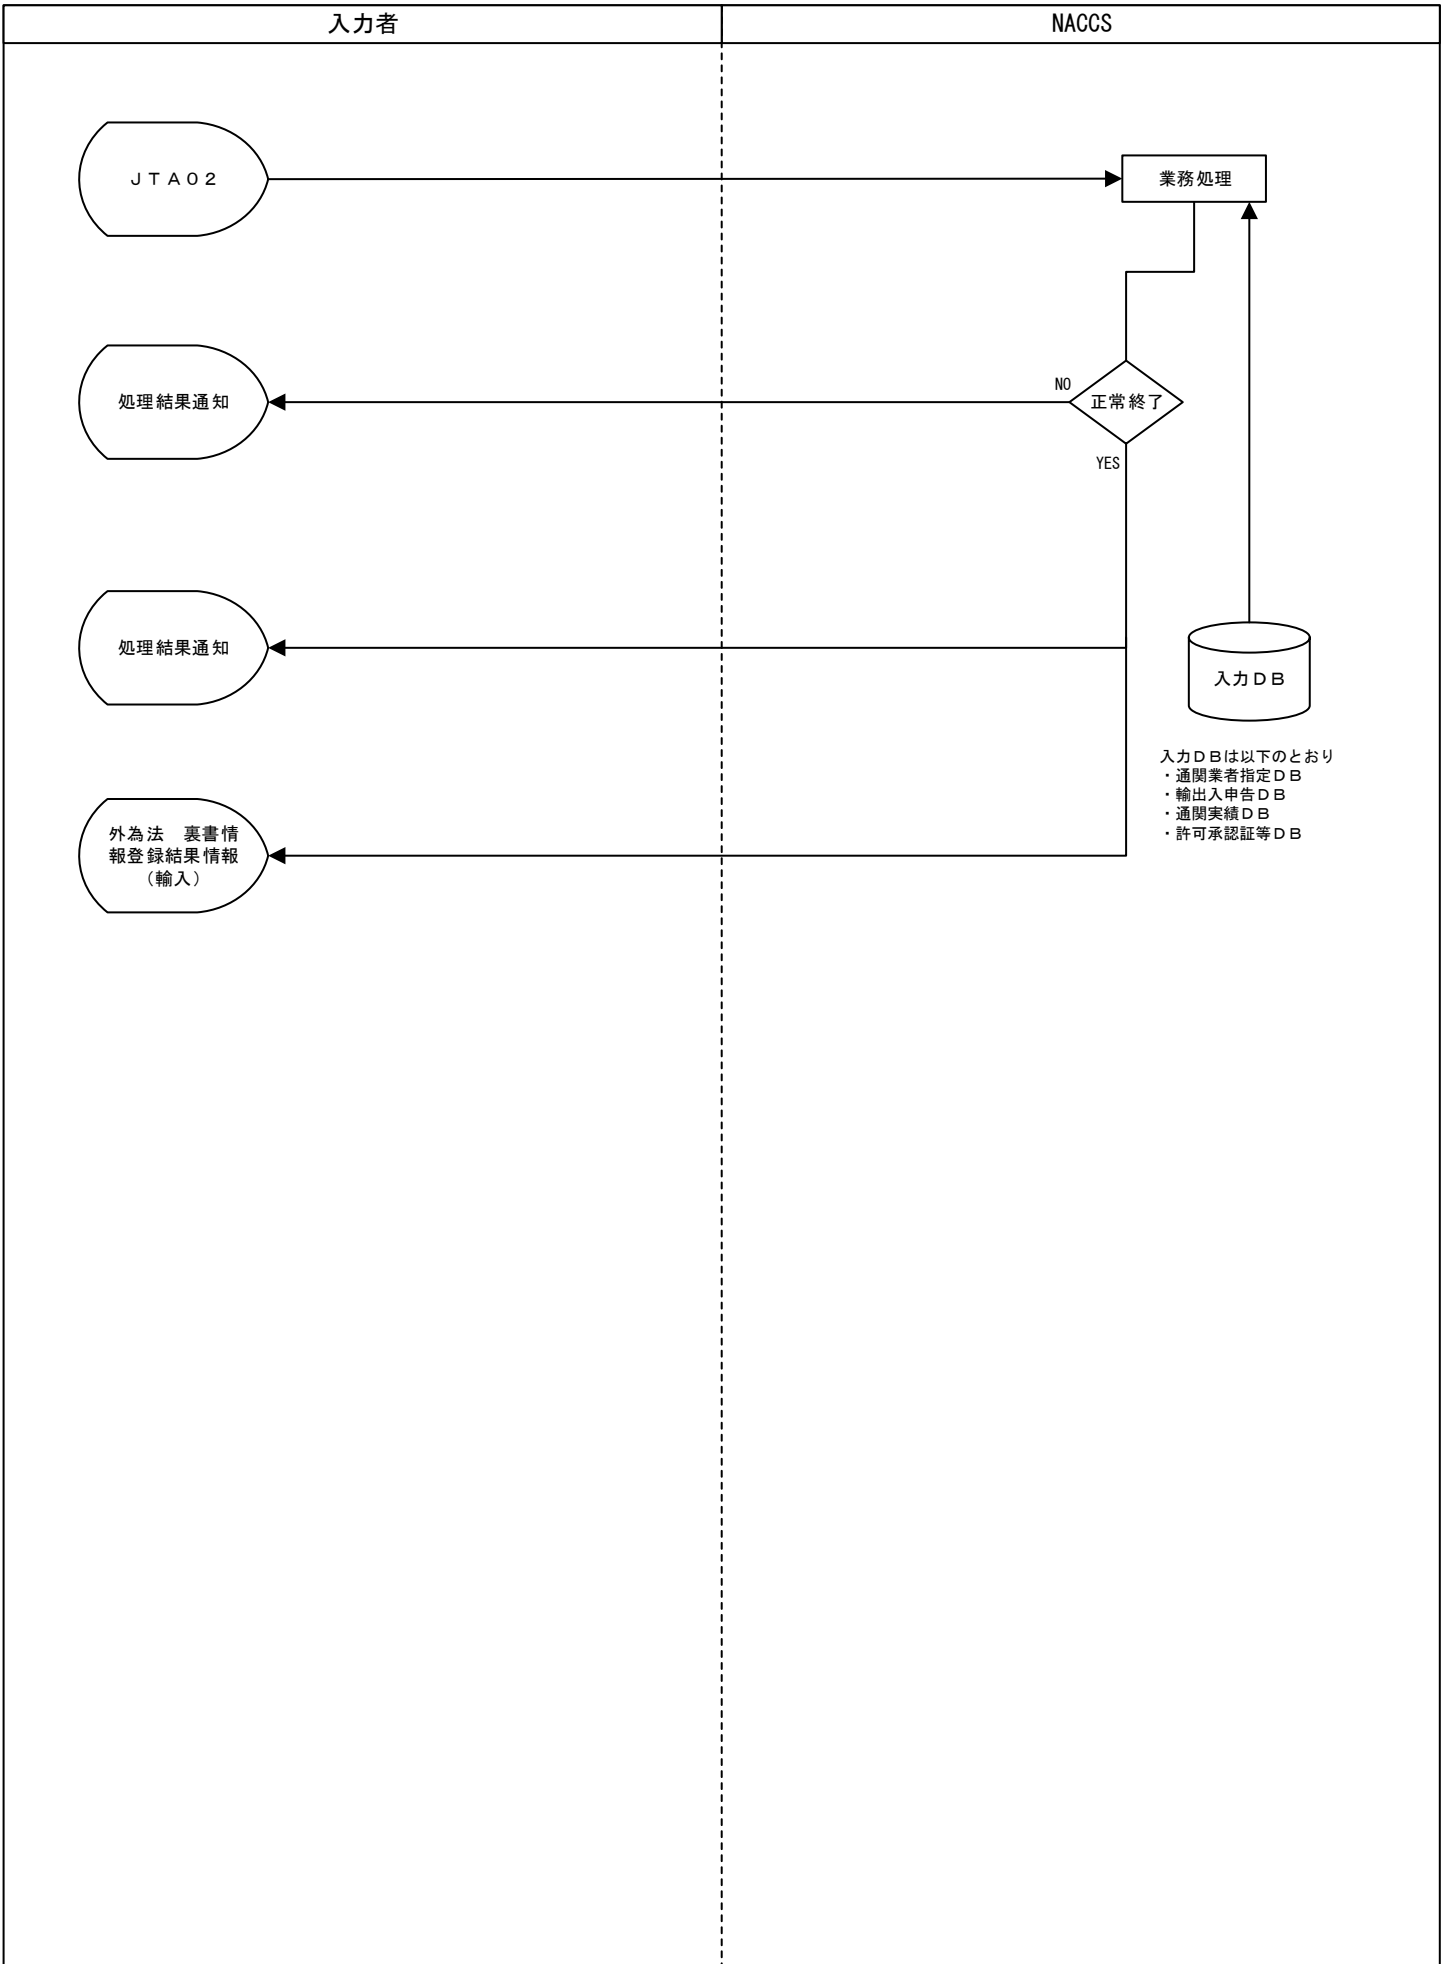 入力者
NACCS
ＪＴＡ０２
業務処理
処理結果通知
NO
正常終了
YES
処理結果通知
入力ＤＢ
入力ＤＢは以下のとおり
・通関業者指定ＤＢ
・輸出入申告ＤＢ
・通関実績ＤＢ
・許可承認証等ＤＢ
外為法　裏書情
報登録結果情報
（輸入）